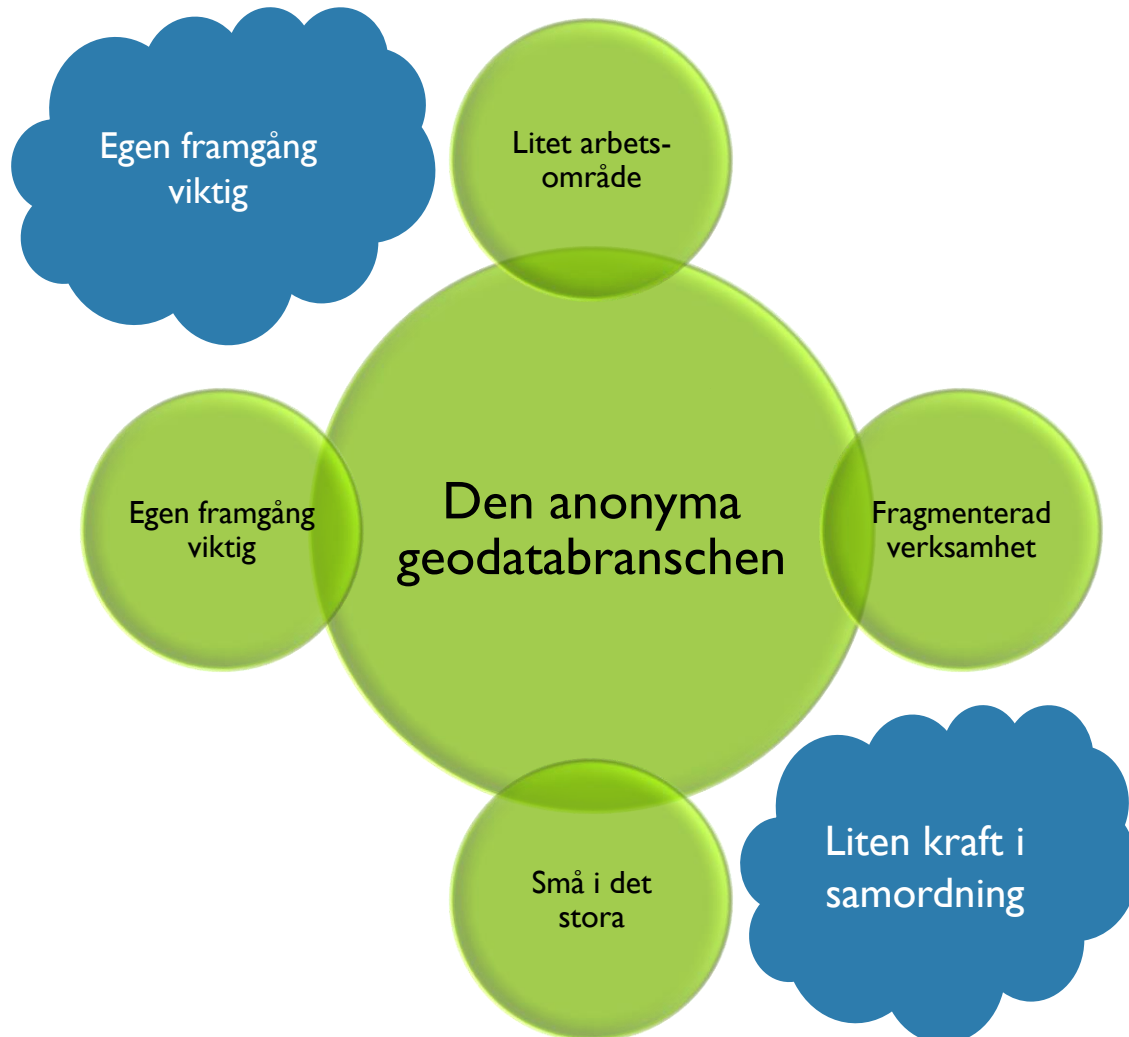 Egen framgång
viktig
Litet arbets-
område
Egen framgång
viktig
Den anonyma
geodatabranschen
Fragmenterad
verksamhet
Små i det
stora
Liten kraft i
samordning